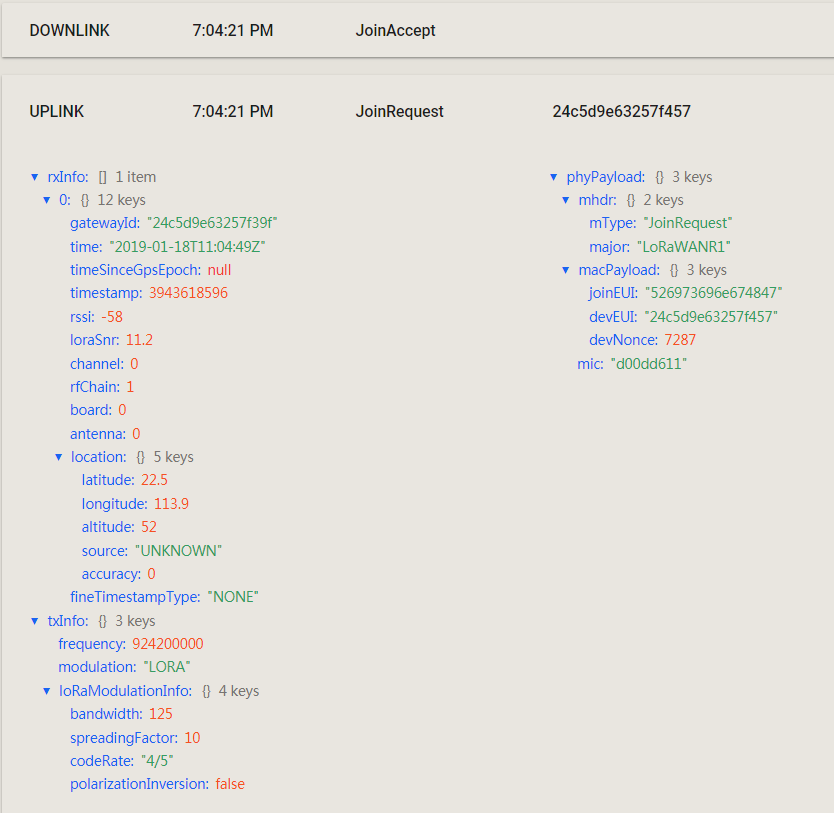 DOWNLINK 7:04:21 PM JoinAccept
UPLINK 7:04:21 PM JoinRequest 24c5d9e63257f457
▼ rxInfo: [] 1 item
▼ 0: {} 12 keys
gatewayId: "24c5d9e63257f39f"
time: "2019-01-18T11:04:49Z"
timeSinceGpsEpoch: null
timestamp: 3943618596
rssi: -58
loraSnr: 11.2
channel: 0
rfChain: 1
board: 0
antenna: 0
▼ location: {} 5 keys
latitude: 22.5
longitude: 113.9
altitude: 52
source: "UNKNOWN"
accuracy: 0
fineTimestampType: "NONE"
▼ txInfo: {} 3 keys
frequency: 924200000
modulation: "LORA"
▼ loRaModulationInfo: {} 4 keys
bandwidth: 125
spreadingFactor: 10
codeRate: "4/5"
polarizationInversion: false
▼ phyPayload: {} 3 keys
▼ mhdr: {} 2 keys
mType: "JoinRequest"
major: "LoRaWANR1"
▼ macPayload: {} 3 keys
joinEUI: "526973696e674847"
devEUI: "24c5d9e63257f457"
devNonce: 7287
mic: "d00dd611"